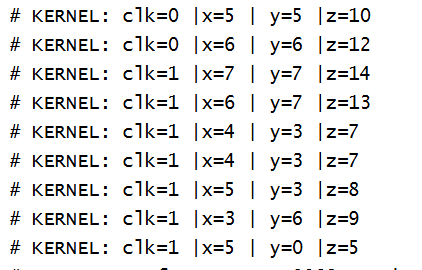 # KERNEL: clk=0 |x=5 | y=5 |z=10
# KERNEL: clk=0 |x=6 | y=6 |z=12
# KERNEL: clk=1 |x=7 | y=7 |z=14
# KERNEL: clk=1 |x=6 | y=7 |z=13
# KERNEL: clk=1 |x=4 | y=3 |z=7
# KERNEL: clk=1 |x=4 | y=3 |z=7
# KERNEL: clk=1 |x=5 | y=3 |z=8
# KERNEL: clk=1 |x=3 | y=6 |z=9
# KERNEL: clk=1 |x=5 | y=0 |z=5